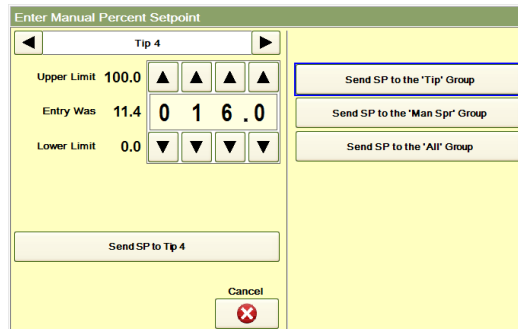 Enter Manual Percent Setpoint
Tip 4
Upper Limit 100.0
Entry Was 11.4 0 1 6 . 0
Lower Limit 0.0
Send SP to Tip 4
Cancel
Send SP to the 'Tip' Group
Send SP to the 'Man Spr' Group
Send SP to the 'All' Group